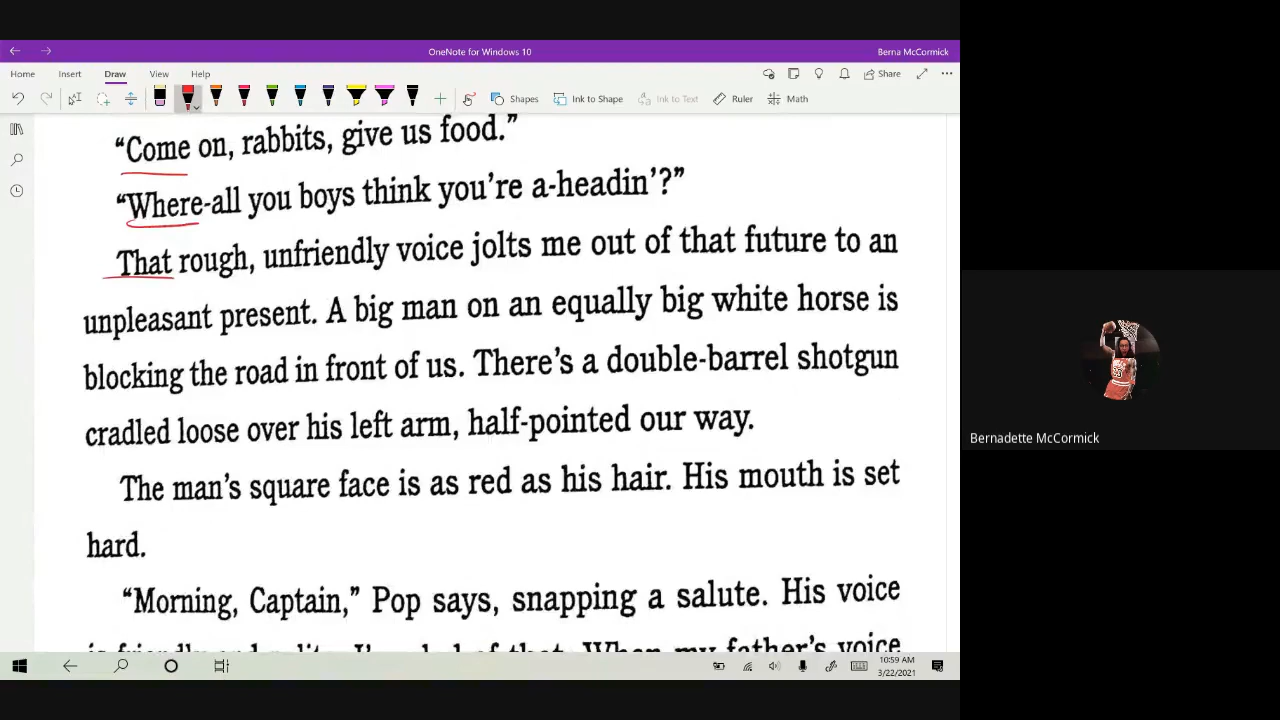 OneNote for Windows 10
Berna McCormick
Home Insert Draw View Help
Share
Shapes Ink to Shape Ink to Text Ruler Math
“Come on, rabbits, give us food.”
“Where-all you boys think you’re a-headin’?”
That rough, unfriendly voice jolts me out of that future to an
unpleasant present. A big man on an equally big white horse is
blocking the road in front of us. There’s a double-barrel shotgun
cradled loose over his left arm, half-pointed our way.
The man’s square face is as red as his hair. His mouth is set
hard.
“Morning, Captain,” Pop says, snapping a salute. His voice
When my father’s voice
Bernadette McCormick
10:59 AM
3/22/2021